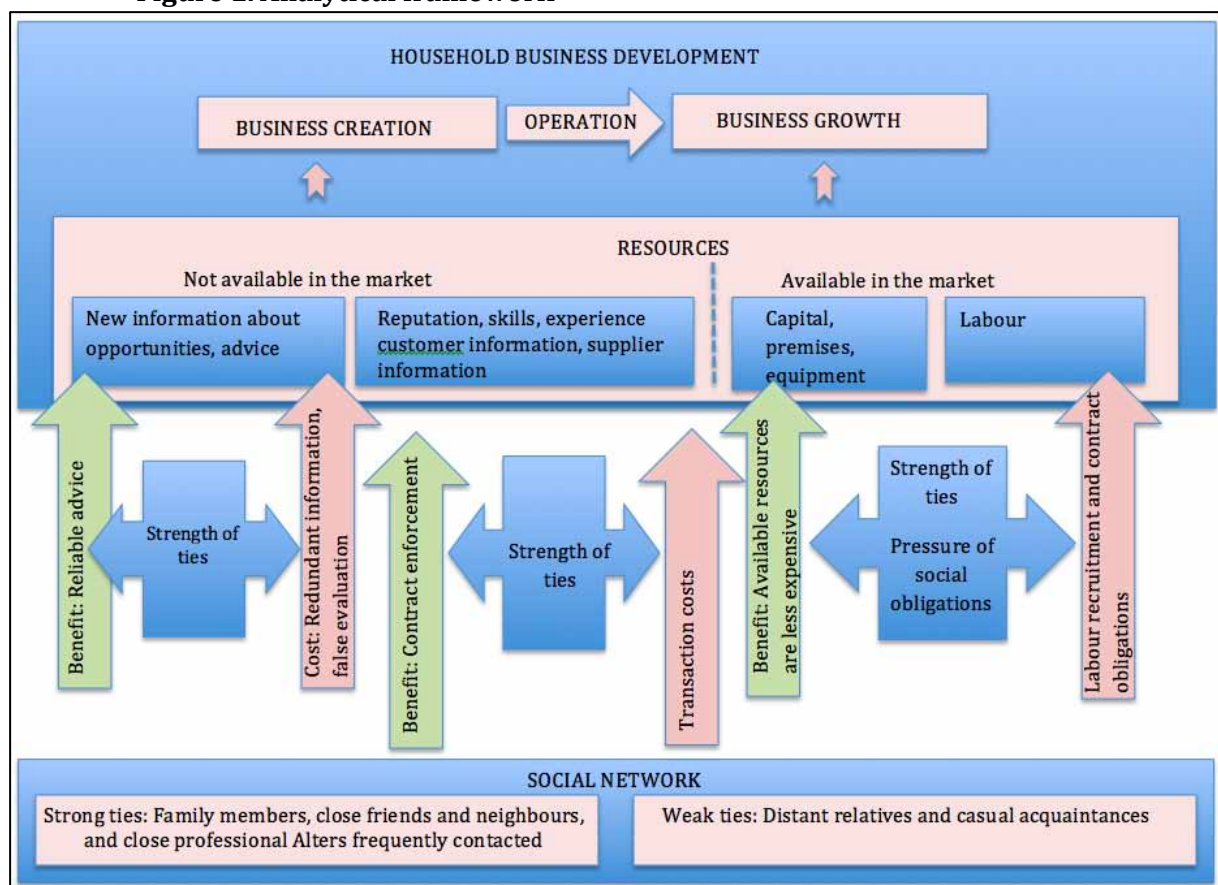 HOUSEHOLD BUSINESS DEVELOPMENT
BUSINESS CREATION
OPERATION
BUSINESS GROWTH
RESOURCES
Not available in the market
Available in the market
New information about
opportunities, advice
Reputation, skills, experience
customer information, supplier
information
Capital,
premises,
equipment
Labour
Benefit: Reliable advice
Strength of
ties
Cost: Redundant information,
false evaluation
Benefit: Contract enforcement
Strength of
ties
Transaction costs
Benefit: Available resources
are less expensive
Strength of
ties
Pressure of
social
obligations
Labour recruitment and contract
obligations
SOCIAL NETWORK
Strong ties: Family members, close friends and neighbours,
and close professional Alters frequently contacted
Weak ties: Distant relatives and casual acquaintances